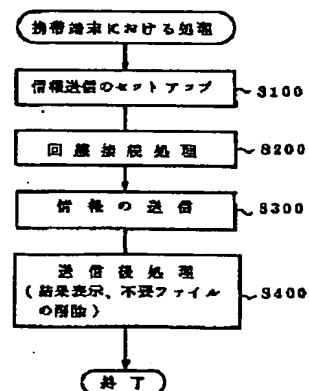 携帯端末における処理
情報送信のセットアップ
S100
回線接続処理
S200
情報の送信
S300
送信後処理
(結果表示、不要ファイル
の削除)
S400
終了